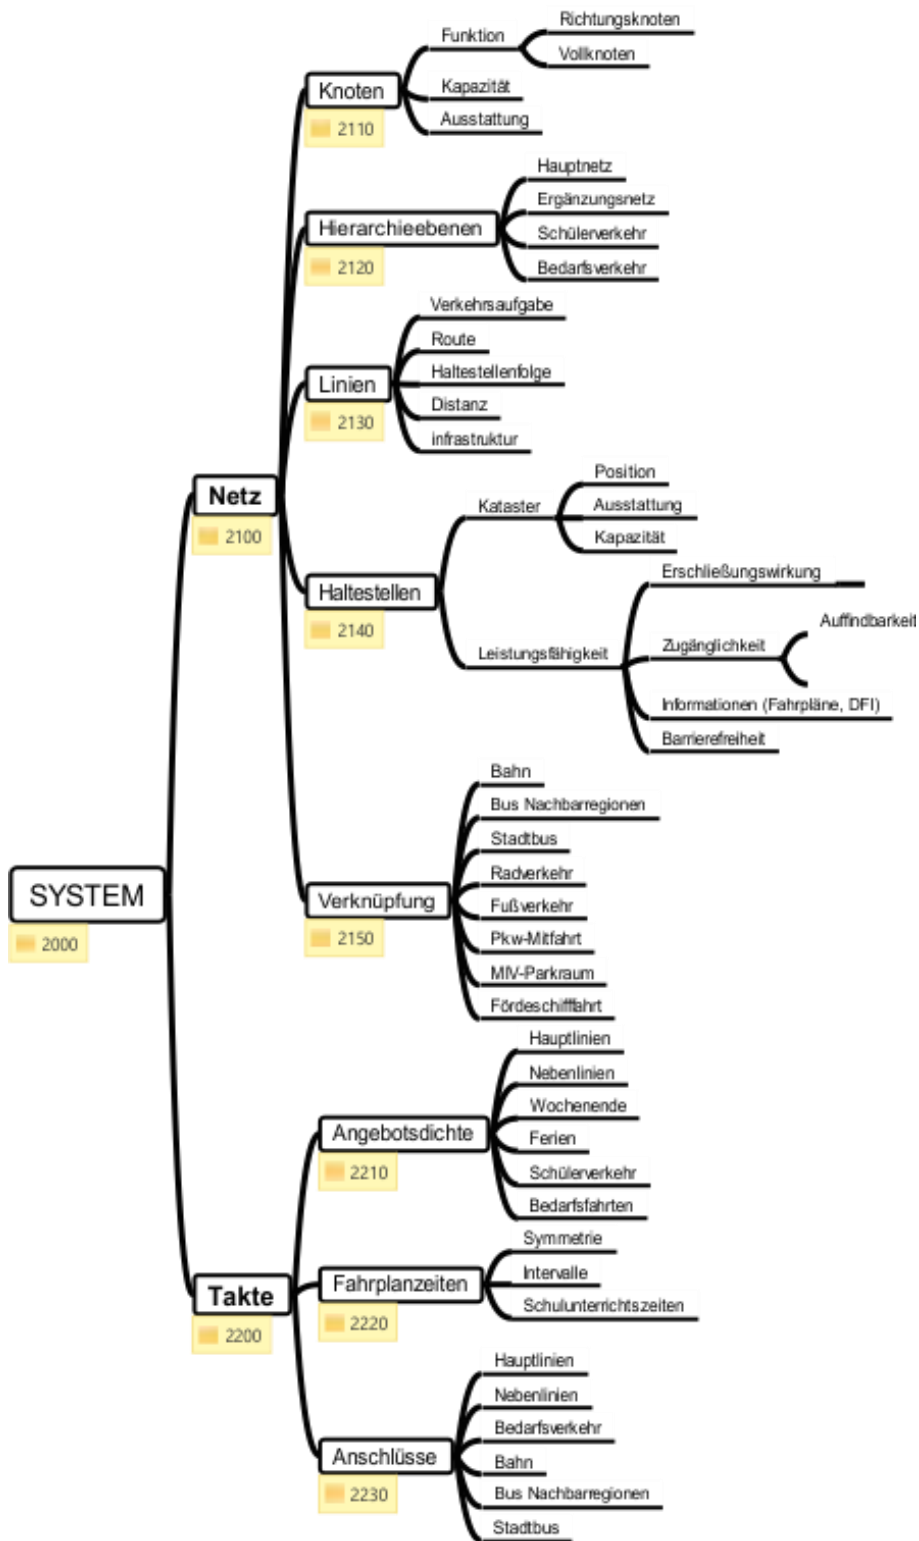 SYSTEM
2000
Netz
2100
Knoten
2110
Funktion
Richtungsknoten
Vollknoten
Kapazität
Ausstattung
Hierarchieebenen
2120
Hauptnetz
Ergänzungsnetz
Schülerverkehr
Bedarfsverkehr
Linien
2130
Verkehrsaufgabe
Route
Haltestellenfolge
Distanz
infrastruktur
Haltestellen
2140
Kataster
Position
Ausstattung
Kapazität
Leistungsfähigkeit
Erschließungswirkung
Zugänglichkeit
Auffindbarkeit
Informationen (Fahrpläne, DFI)
Barrierefreiheit
Verknüpfung
2150
Bahn
Bus Nachbarregionen
Stadtbus
Radverkehr
Fußverkehr
Pkw-Mitfahrt
MIV-Parkraum
Fördeschifffahrt
Takte
2200
Angebotsdichte
2210
Hauptlinien
Nebenlinien
Wochenende
Ferien
Schülerverkehr
Bedarfsfahrten
Fahrplanzeiten
2220
Symmetrie
Intervalle
Schulunterrichtszeiten
Anschlüsse
2230
Hauptlinien
Nebenlinien
Bedarfsverkehr
Bahn
Bus Nachbarregionen
Stadtbus